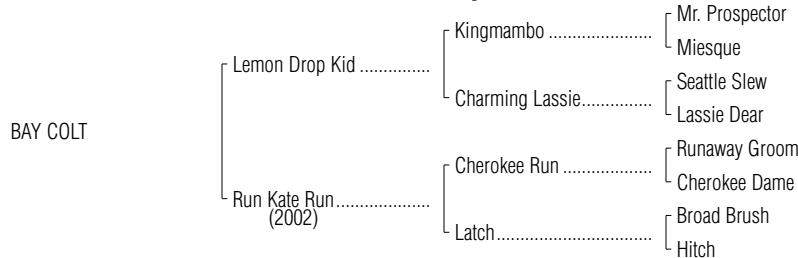 Mr. Prospector
Kingmambo ......................
Miesque
Lemon Drop Kid ...............
Seattle Slew
Charming Lassie...............
Lassie Dear
BAY COLT
Runaway Groom
Cherokee Run ...................
Cherokee Dame
Run Kate Run....................
(2002)
Broad Brush
Latch.................................
Hitch